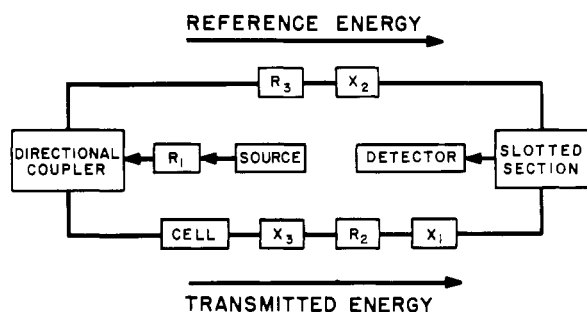 REFERENCE ENERGY
R3
X2
DIRECTIONAL
COUPLER
R1
SOURCE
DETECTOR
SLOTTED
SECTION
CELL
X3
R2
X1
TRANSMITTED ENERGY